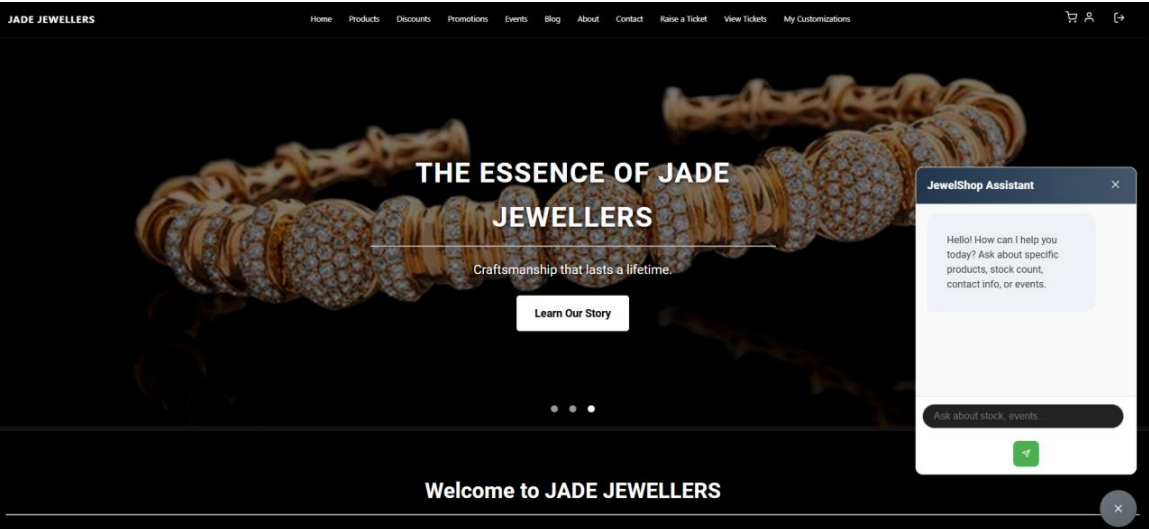 JADE JEWELLERS
Home Products Discounts Promotions Events Blog About Contact Raise a Ticket View Tickets My Customizations
THE ESSENCE OF JADE
JEWELLERS
Craftsmanship that lasts a lifetime.
Learn Our Story
JewelShop Assistant
Hello! How can I help you
today? Ask about specific
products, stock count,
contact info, or events.
Ask about stock, events...
Welcome to JADE JEWELLERS